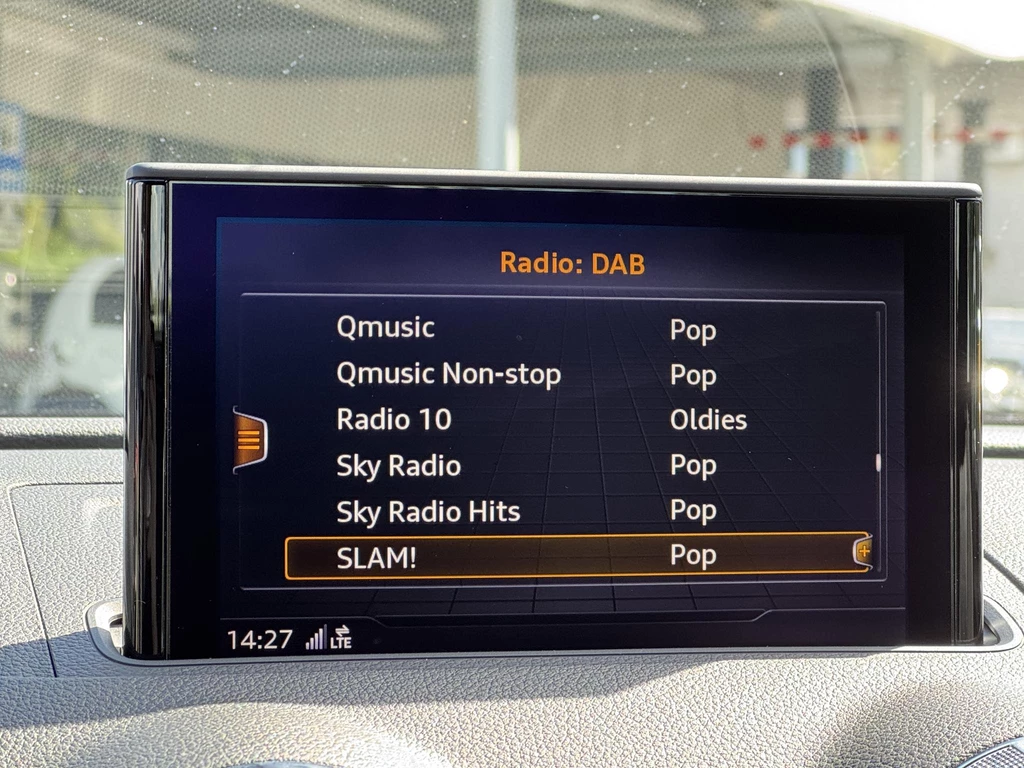 Radio: DAB
Qmusic Pop
Qmusic Non-stop Pop
Radio 10 Oldies
Sky Radio Pop
Sky Radio Hits Pop
SLAM! Pop
14:27 LTE